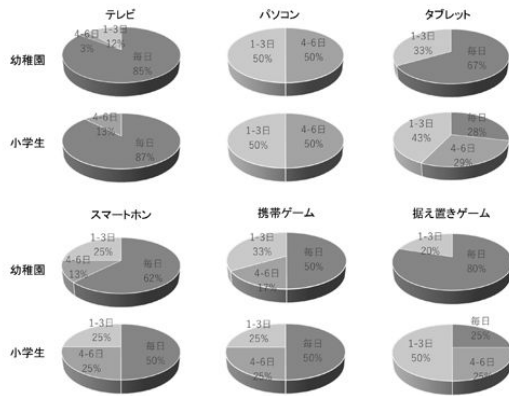 テレビ
パソコン
タブレット
幼稚園
4-6日
3%
1-3日
12%
毎日
85%
1-3日
50%
4-6日
50%
1-3日
33%
毎日
67%
小学生
4-6日
13%
毎日
87%
1-3日
50%
4-6日
50%
1-3日
43%
毎日
28%
4-6日
29%
スマートホン
携帯ゲーム
据え置きゲーム
幼稚園
1-3日
25%
4-6日
13%
毎日
62%
1-3日
33%
4-6日
17%
毎日
50%
1-3日
20%
毎日
80%
小学生
1-3日
25%
4-6日
25%
毎日
50%
1-3日
25%
4-6日
25%
毎日
50%
1-3日
50%
毎日
25%
4-6日
25%